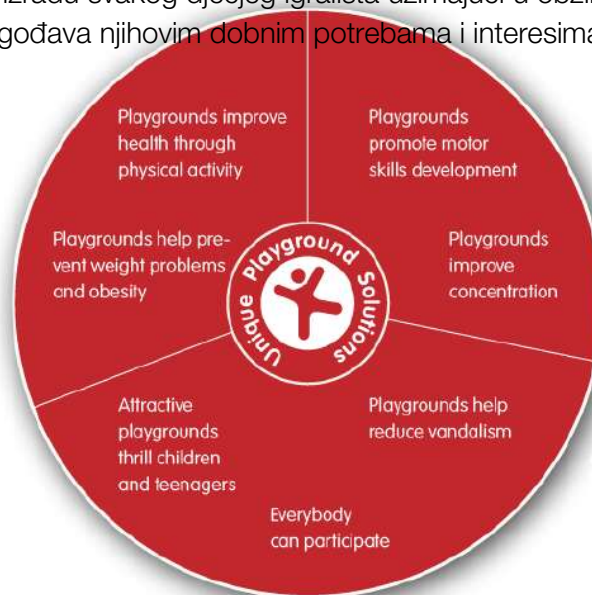 izradu svakog dječjeg igrališta uzimajući u obzir
gođava njihovim dobnim potrebama i interesima
Playgrounds improve
health through
physical activity
Playgrounds
promote motor
skills development
Playgrounds help pre-
vent weight problems
and obesity
Playgrounds
improve
concentration
Unique Playground Solutions
Attractive
playgrounds
thrill children
and teenagers
Playgrounds help
reduce vandalism
Everybody
can participate